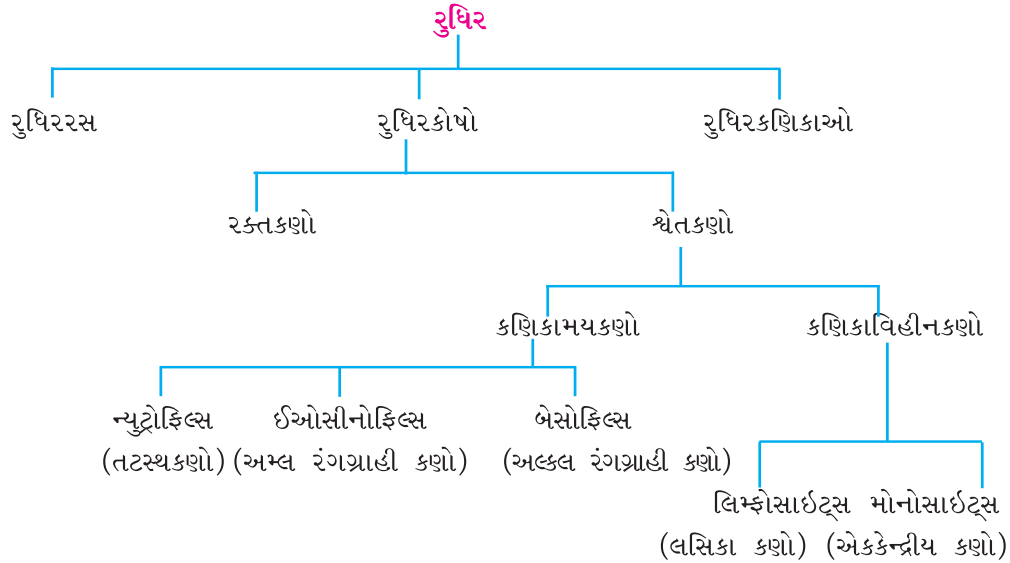 રુધિર
રુધિરરસ રુધિરકોષો રુધિરકણિકાઓ
રક્તકણો શ્વેતકણો
કણિકામયકણો કણિકાવિહીનકણો
ન્યુટ્રોફિલ્સ ઈઓસીનોફિલ્સ બેસોફિલ્સ
(તટસ્થકણો) (અમ્લ રંગગ્રાહી કણો) (અલ્કલ રંગગ્રાહી કણો)
લિમ્ફોસાઇટ્સ મોનોસાઇટ્સ
(લસિકા કણો) (એકકેન્દ્રીય કણો)